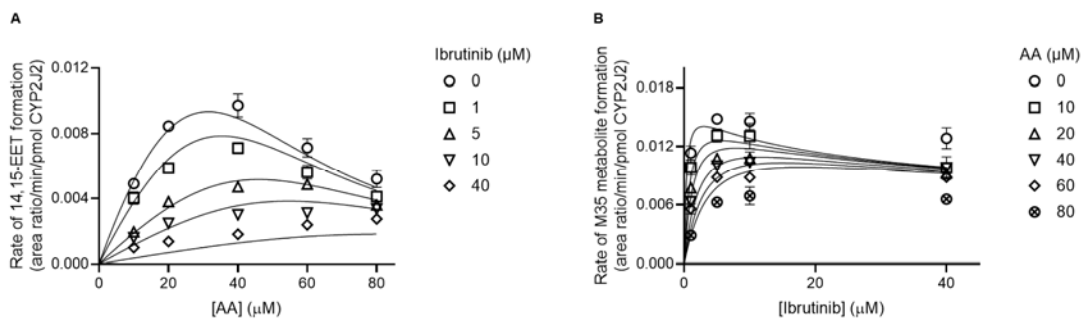 A
Rate of 14,15-EET formation
(area ratio/min/pmol CYP2J2)
0.012
0.008
0.004
0.000
0
20
40
60
80
[AA] (μM)
Ibrutinib (μM)
0
1
5
10
40
B
Rate of M35 metabolite formation
(area ratio/min/pmol CYP2J2)
0.018
0.012
0.006
0.000
0
20
40
[Ibrutinib] (μM)
AA (μM)
0
10
20
40
60
80